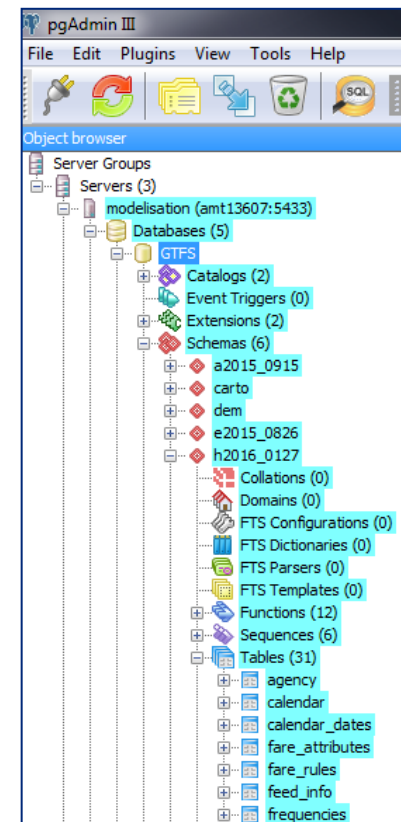 pgAdmin III
File Edit Plugins View Tools Help
SQL
Object browser
Server Groups
Servers (3)
modelisation (amt13607:5433)
Databases (5)
GTFS
Catalogs (2)
Event Triggers (0)
Extensions (2)
Schemas (6)
a2015_0915
carto
dem
e2015_0826
h2016_0127
Collations (0)
Domains (0)
FTS Configurations (0)
FTS Dictionaries (0)
FTS Parsers (0)
FTS Templates (0)
Functions (12)
Sequences (6)
Tables (31)
agency
calendar
calendar_dates
fare_attributes
fare_rules
feed_info
frequencies